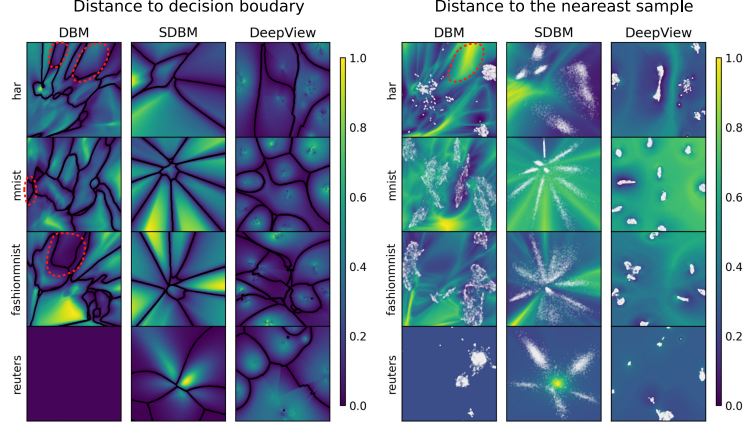 Distance to decision boudary
DBM SDBM DeepView
har
mnist
fashionmnist
reuters
1.0
0.8
0.6
0.4
0.2
0.0
Distance to the neareast sample
DBM SDBM DeepView
har
mnist
fashionmnist
reuters
1.0
0.8
0.6
0.4
0.2
0.0